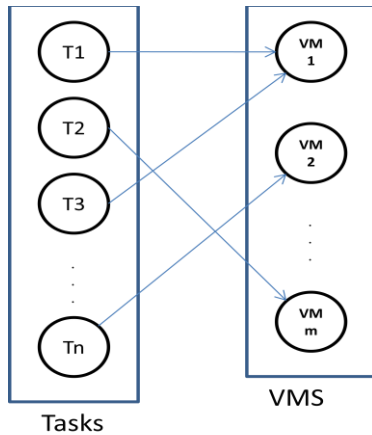 T1
T2
T3
.
.
.
Tn
Tasks
VM
1
VM
2
.
.
.
VM
m
VMS